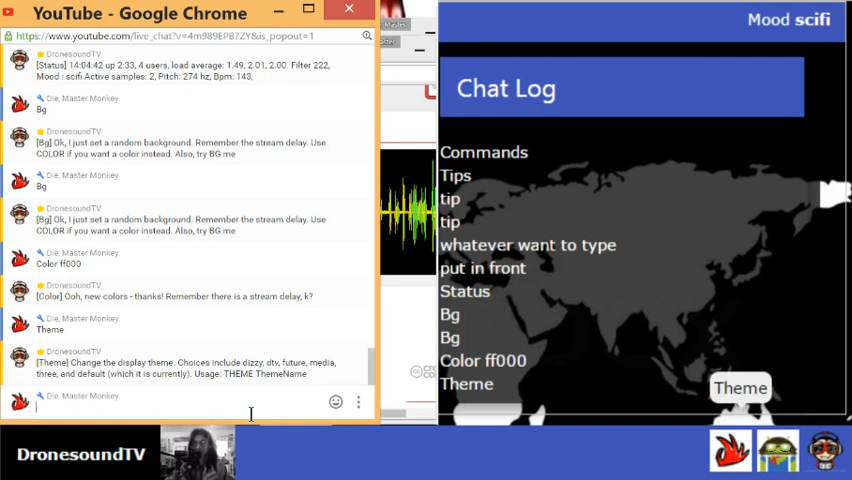 YouTube - Google Chrome
https://www.youtube.com/live_chat?v=4m989EPB7ZY&is_popout=1
DronesoundTV
[Status] 14:04:42 up 2:33, 4 users, load average: 1.49, 2.01, 2.00. Filter 222,
Mood : scifi Active samples: 2, Pitch: 274 hz, Bpm: 143,
Die, Master Monkey
Bg
DronesoundTV
[Bg] Ok, I just set a random background. Remember the stream delay. Use
COLOR if you want a color instead. Also, try BG me
Die, Master Monkey
Bg
DronesoundTV
[Bg] Ok, I just set a random background. Remember the stream delay. Use
COLOR if you want a color instead. Also, try BG me
Die, Master Monkey
Color ff000
DronesoundTV
[Color] Ooh, new colors - thanks! Remember there is a stream delay, k?
Die, Master Monkey
Theme
DronesoundTV
[Theme] Change the display theme. Choices include dizzy, dtv, future, media,
three, and default (which it is currently). Usage: THEME ThemeName
Die, Master Monkey
Master
Mood scifi
Chat Log
Commands
Tips
tip
tip
whatever want to type
put in front
Status
Bg
Bg
Color ff000
Theme
Theme
DronesoundTV